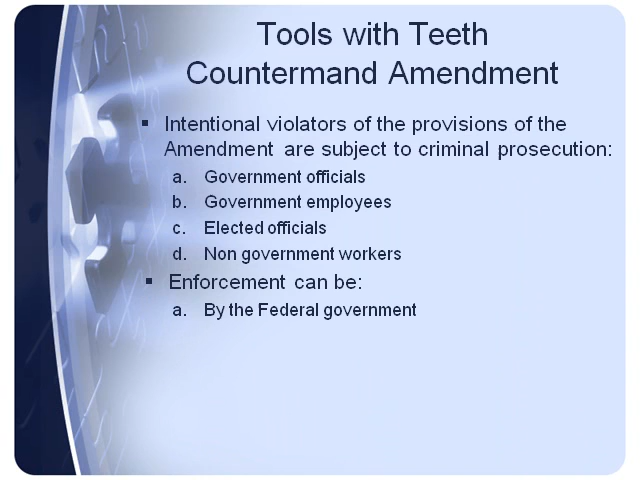 Tools with Teeth
Countermand Amendment
▪ Intentional violators of the provisions of the
Amendment are subject to criminal prosecution:
a. Government officials
b. Government employees
c. Elected officials
d. Non government workers
▪ Enforcement can be:
a. By the Federal government